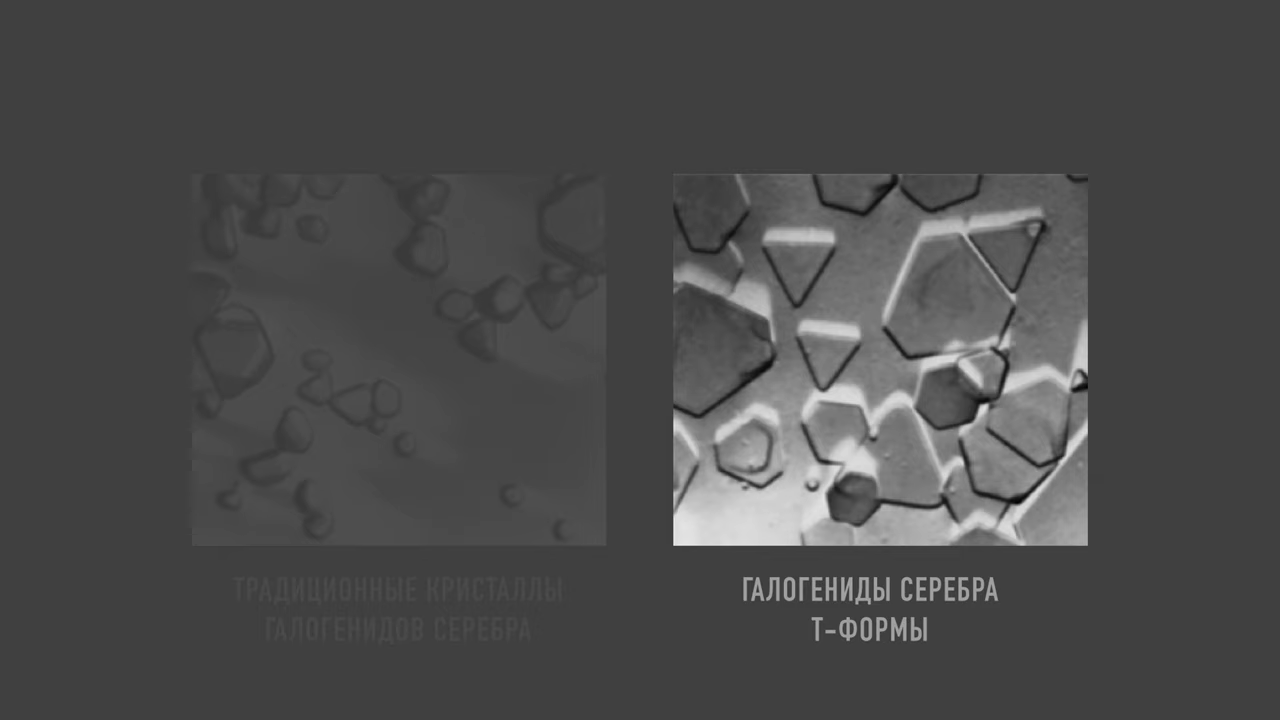 ТРАДИЦИОННЫЕ КРИСТАЛЛЫ
ГАЛОГЕНИДОВ СЕРЕБРА
ГАЛОГЕНИДЫ СЕРЕБРА
Т-ФОРМЫ